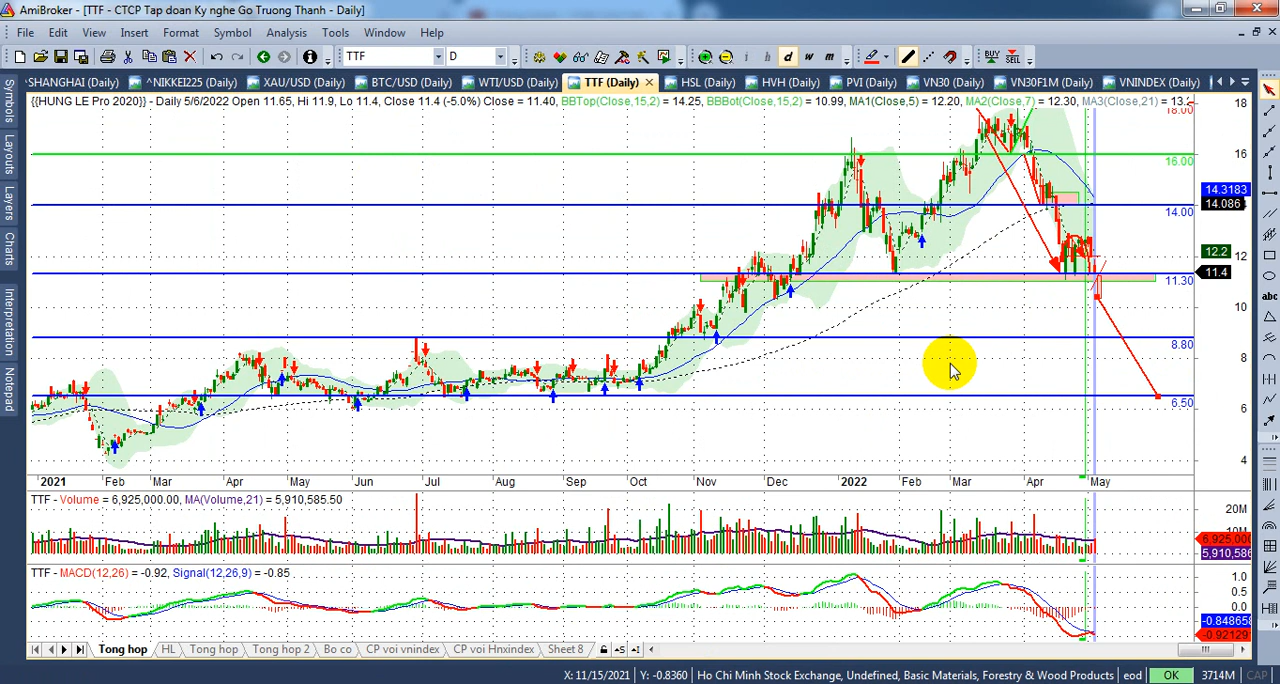 AmiBroker - [TTF - CTCP Tap doan Ky nghe Go Truong Thanh - Daily]
File Edit View Insert Format Symbol Analysis Tools Window Help
TTF D i h d w m BUY SELL
SHANGHAI (Daily) ^NIKKEI225 (Daily) XAU/USD (Daily) BTC/USD (Daily) WTI/USD (Daily) TTF (Daily) HSL (Daily) HVH (Daily) PVI (Daily) VN30 (Daily) VN30F1M (Daily) VNINDEX (Daily)
{{HUNG LE Pro 2020}} - Daily 5/6/2022 Open 11.65, Hi 11.9, Lo 11.4, Close 11.4 (-5.0%) Close = 11.40, BBTop(Close,15,2) = 14.25, BBBot(Close,15,2) = 10.99, MA1(Close,5) = 12.20, MA2(Close,7) = 12.30, MA3(Close,21) = 13.2
Symbols
Layouts
Layers
Charts
Interpretation
Notepad
abc
18
18.00
16
16.00
14.3183
14.086
14.00
12.2
12
11.4
11.30
10
8.80
8
6.50
6
4
2021 Feb Mar Apr May Jun Jul Aug Sep Oct Nov Dec 2022 Feb Mar Apr May
TTF - Volume = 6,925,000.00, MA(Volume,21) = 5,910,585.50
20M
10M
6,925,000
5,910,586
TTF - MACD(12,26) = -0.92, Signal(12,26,9) = -0.85
1.0
0.5
0.0
-0.848658
-0.92129
Tong hop HL Tong hop Tong hop 2 Bo co CP voi vnindex CP voi Hnxindex Sheet 8
X: 11/15/2021 Y: -0.8360 Ho Chi Minh Stock Exchange, Undefined, Basic Materials, Forestry & Wood Products eod OK 3714M CAP